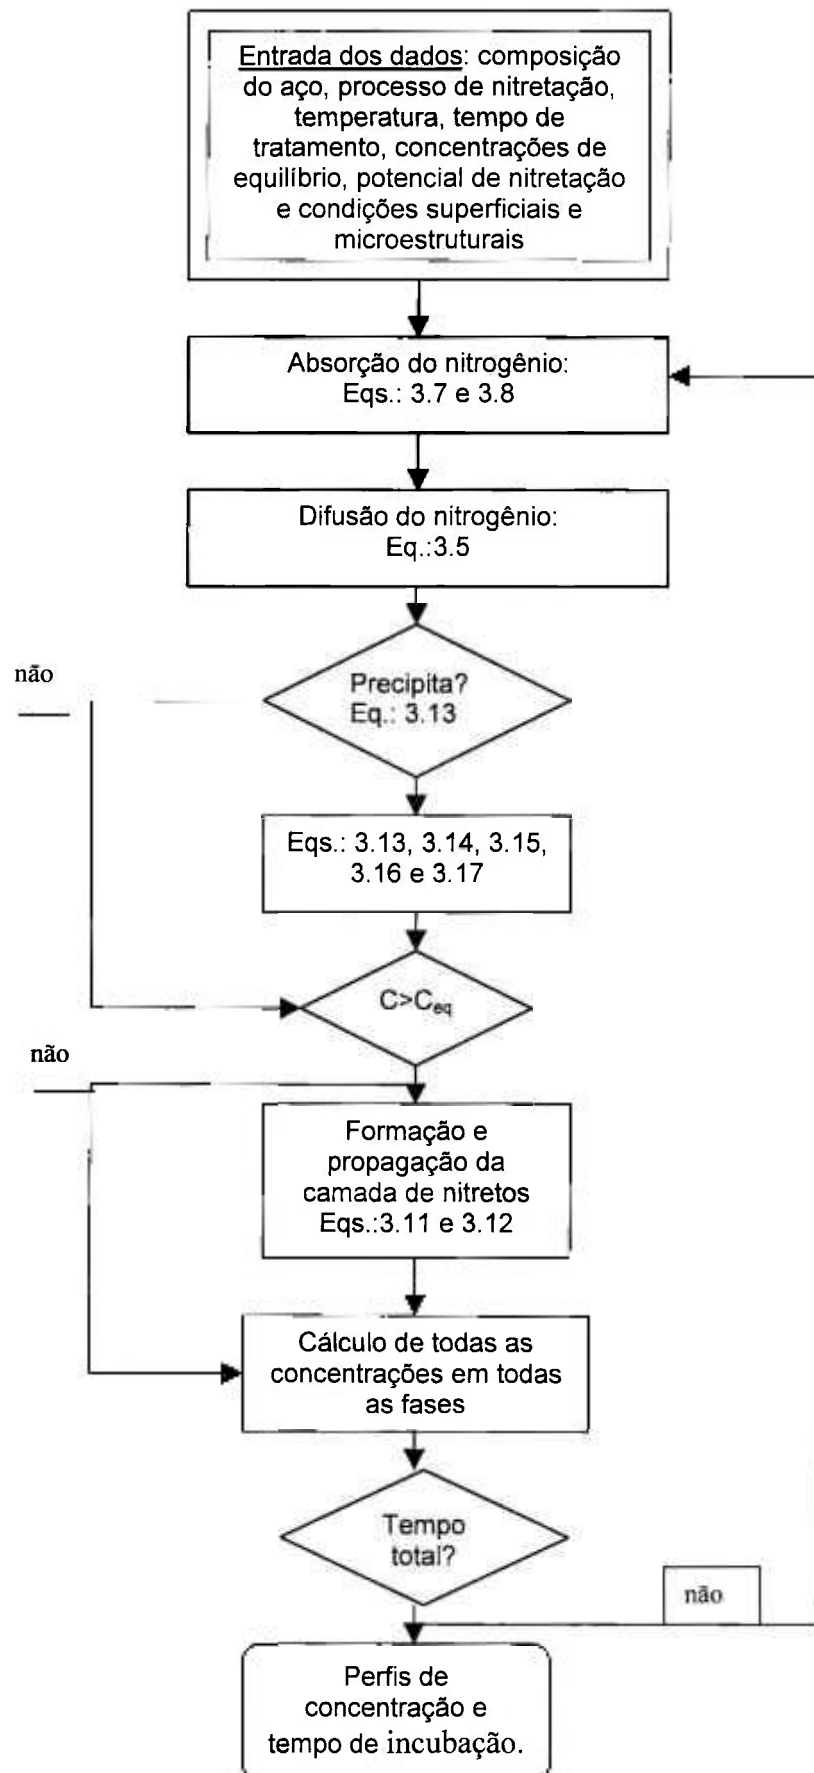 Entrada dos dados: composição
do aço, processo de nitretação,
temperatura, tempo de
tratamento, concentrações de
equilíbrio, potencial de nitretação
e condições superficiais e
microestruturais
Absorção do nitrogênio:
Eqs.: 3.7 e 3.8
Difusão do nitrogênio:
Eq.:3.5
não
Precipita?
Eq.: 3.13
Eqs.: 3.13, 3.14, 3.15,
3.16 e 3.17
C>Ceq
não
Formação e
propagação da
camada de nitretos
Eqs.:3.11 e 3.12
Cálculo de todas as
concentrações em todas
as fases
Tempo
total?
não
Perfis de
concentração e
tempo de incubação.